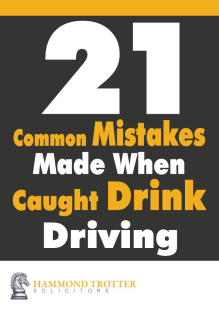 21
Common Mistakes
Made When
Caught Drink
Driving
HAMMOND TROTTER
SOLICITORS